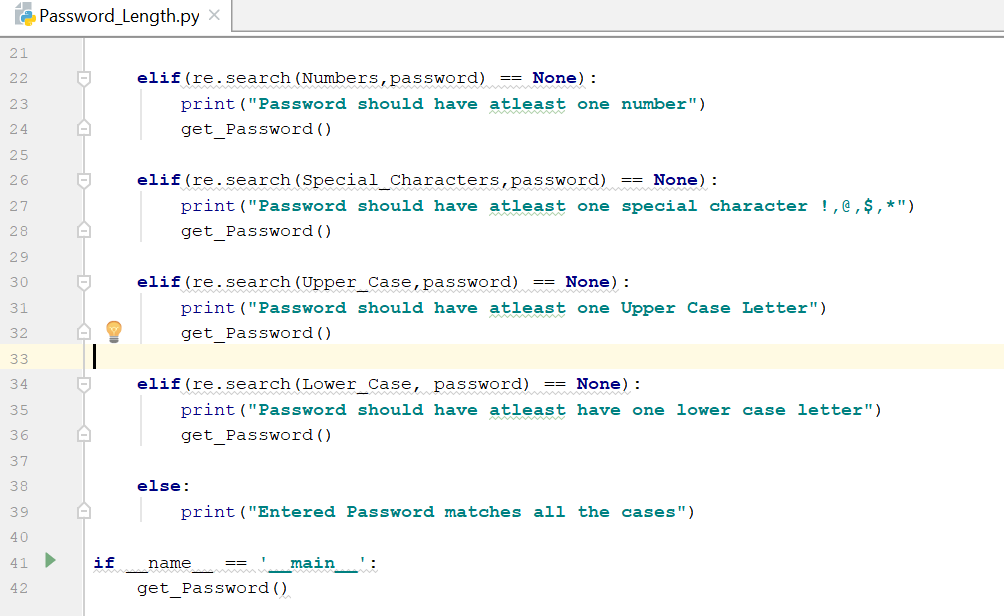 Password_Length.py
21
22 elif(re.search(Numbers,password) == None):
23 print("Password should have atleast one number")
24 get_Password()
25
26 elif(re.search(Special_Characters,password) == None):
27 print("Password should have atleast one special character !,@,$,*")
28 get_Password()
29
30 elif(re.search(Upper_Case,password) == None):
31 print("Password should have atleast one Upper Case Letter")
32 get_Password()
33
34 elif(re.search(Lower_Case, password) == None):
35 print("Password should have atleast have one lower case letter")
36 get_Password()
37
38 else:
39 print("Entered Password matches all the cases")
40
41 if __name__ == '__main__':
42 get_Password()